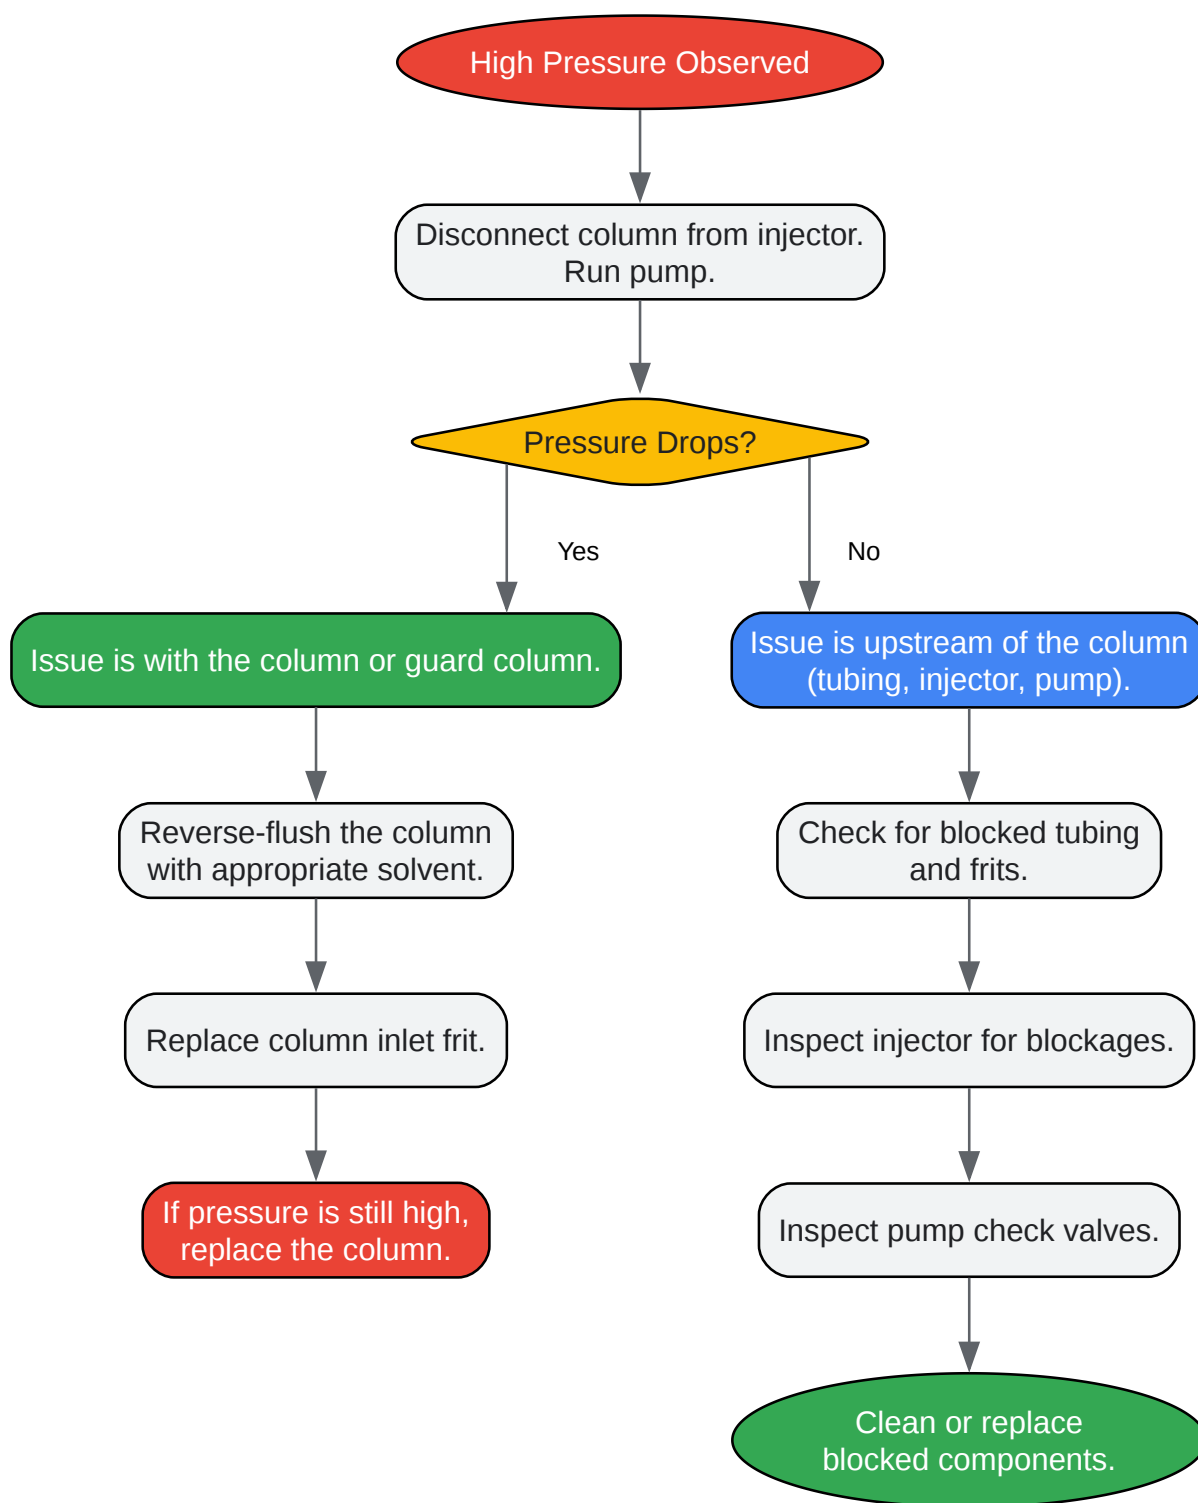 High Pressure Observed
Disconnect column from injector.
Run pump.
Pressure Drops?
Yes
No
Issue is with the column or guard column.
Issue is upstream of the column
(tubing, injector, pump).
Reverse-flush the column
with appropriate solvent.
Check for blocked tubing
and frits.
Replace column inlet frit.
Inspect injector for blockages.
If pressure is still high,
replace the column.
Inspect pump check valves.
Clean or replace
blocked components.